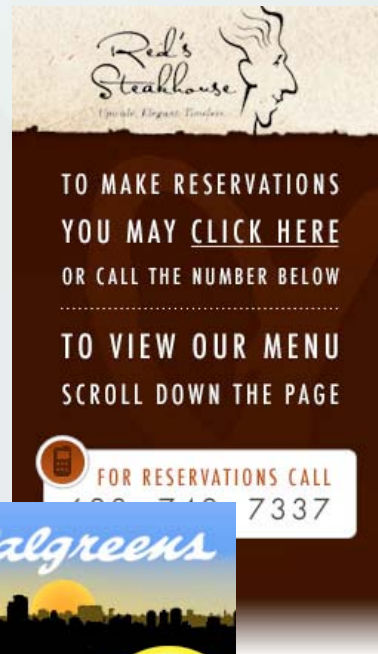 Red's
Steakhouse
Upscale. Elegant. Timeless.
TO MAKE RESERVATIONS
YOU MAY CLICK HERE
OR CALL THE NUMBER BELOW
TO VIEW OUR MENU
SCROLL DOWN THE PAGE
FOR RESERVATIONS CALL
7337
algreens